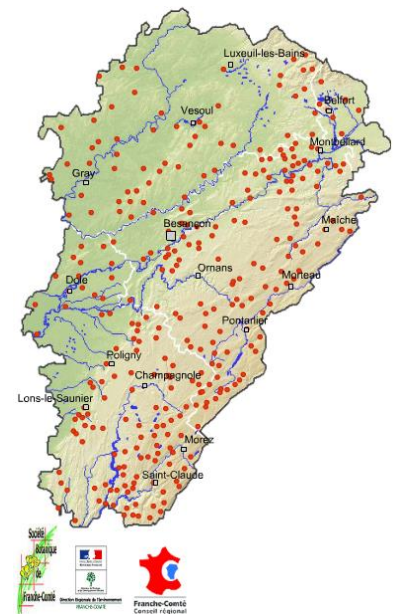 Luxeuil-les-Bains
Vesoul
Belfort
Montbéliard
Gray
Besançon
Maîche
Ornans
Dole
Morteau
Pontarlier
Poligny
Champagnole
Lons-le-Saunier
Morez
Saint-Claude
Société
Botanique
de
Franche-Comté
Direction Régionale de l'Environnement
FRANCHE-COMTÉ
Franche-Comté
Conseil régional